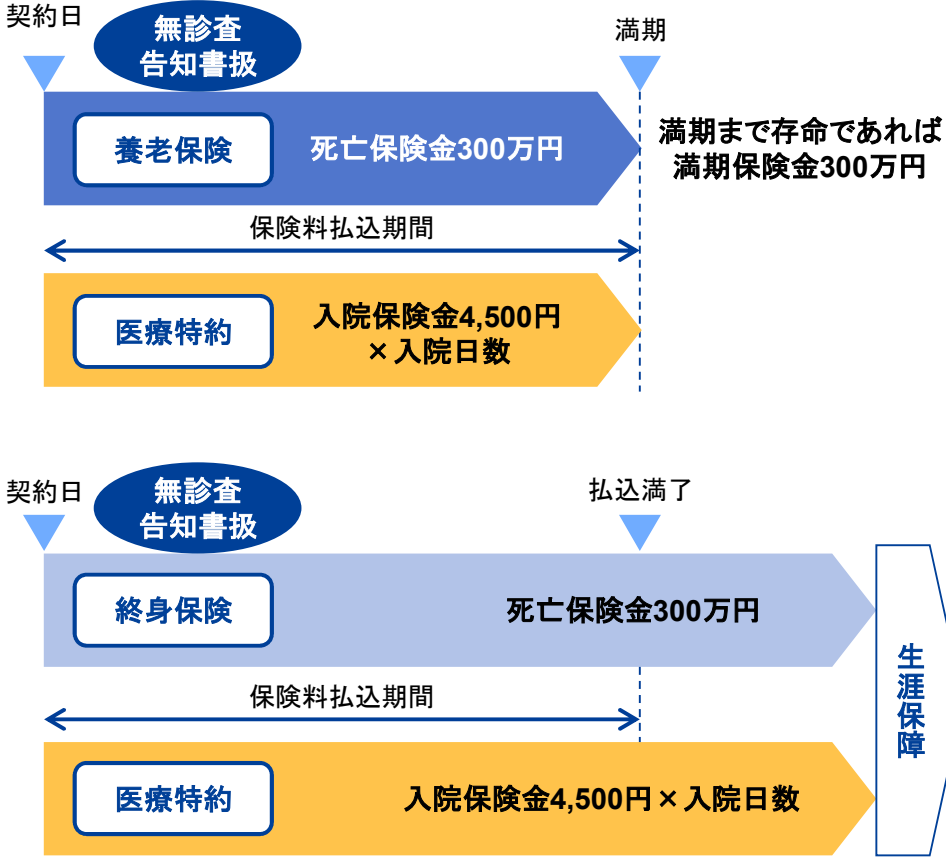 契約日
無診査
告知書扱
満期
養老保険
死亡保険金300万円
満期まで存命であれば
満期保険金300万円
保険料払込期間
医療特約
入院保険金4,500円
×入院日数
契約日
無診査
告知書扱
払込満了
終身保険
死亡保険金300万円
生涯保障
保険料払込期間
医療特約
入院保険金4,500円×入院日数